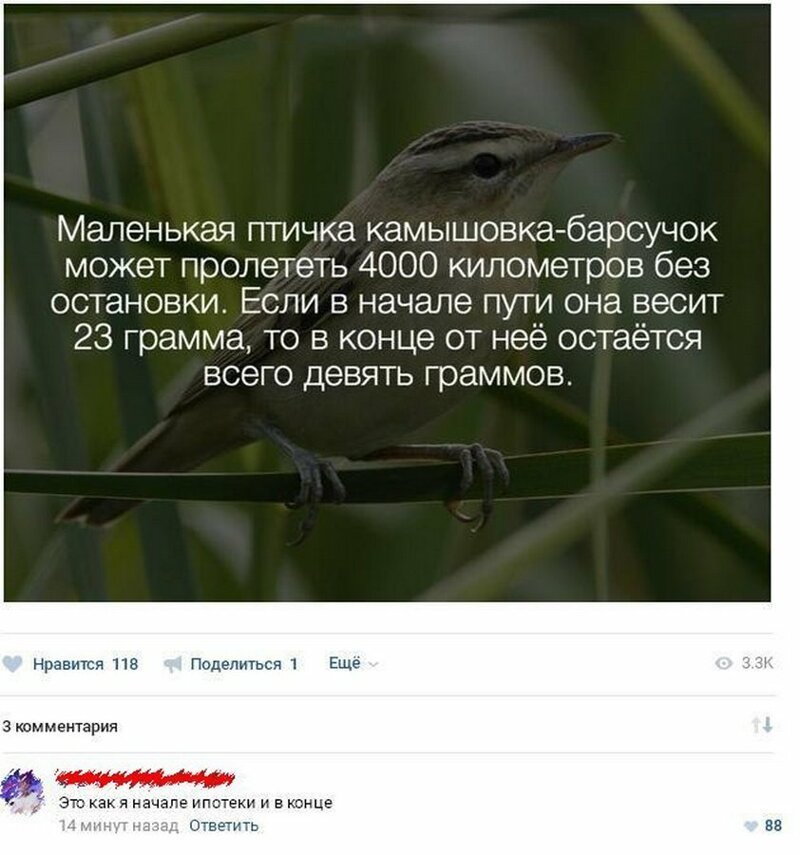 Маленькая птичка камышовка-барсучок
может пролететь 4000 километров без
остановки. Если в начале пути она весит
23 грамма, то в конце от неё остаётся
всего девять граммов.
Нравится 118 Поделиться 1 Ещё 3.3K
3 комментария
Это как я начале ипотеки и в конце
14 минут назад Ответить 88